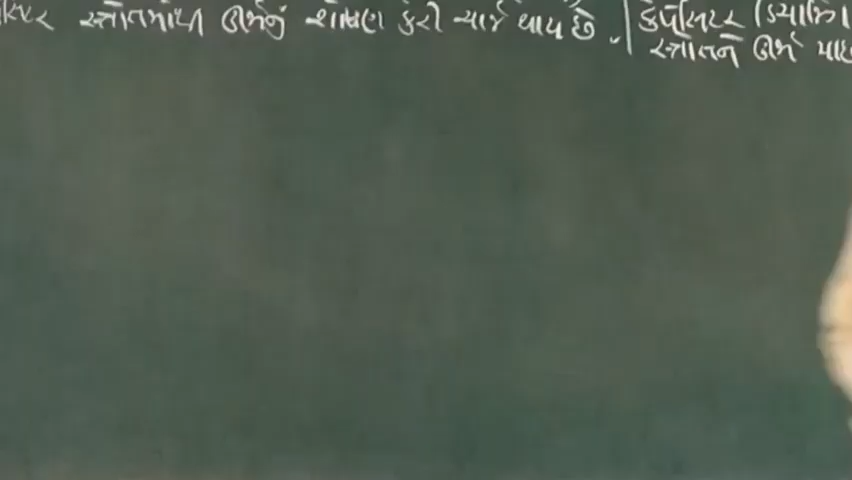 સ્ત્રોતમાંથી ઊર્જાનું શોષણ કરી ચાર્જ થાય છે. | કેપેસિટર
સ્ત્રોતને ઊર્જા